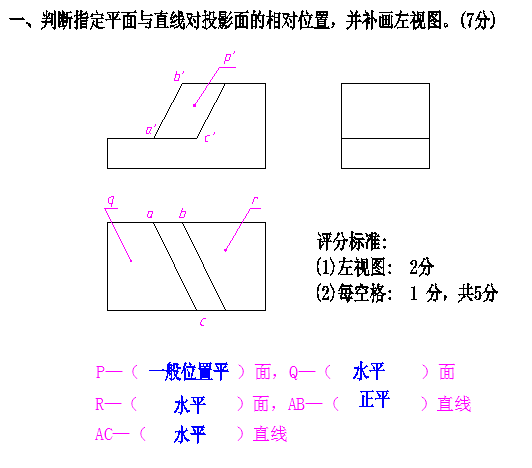 一、判断指定平面与直线对投影面的相对位置，并补画左视图。(7分)
p'
b'
a'
c'
q
a
b
r
c
评分标准:
(1)左视图: 2分
(2)每空格: 1 分，共5分
P—（ 一般位置平 ）面，Q—（ 水平 ）面
R—（ 水平 ）面，AB—（ 正平 ）直线
AC—（ 水平 ）直线